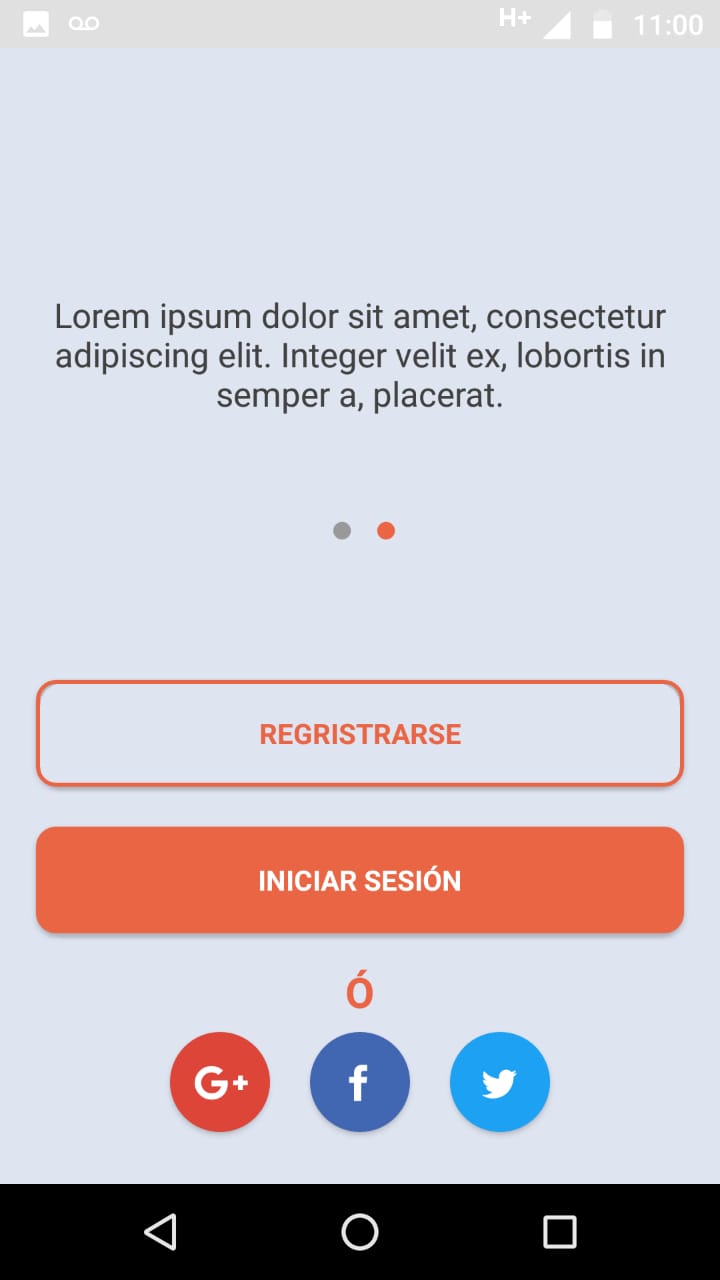 H+ 11:00
Lorem ipsum dolor sit amet, consectetur
adipiscing elit. Integer velit ex, lobortis in
semper a, placerat.
REGRISTRARSE
INICIAR SESIÓN
Ó
G+ f